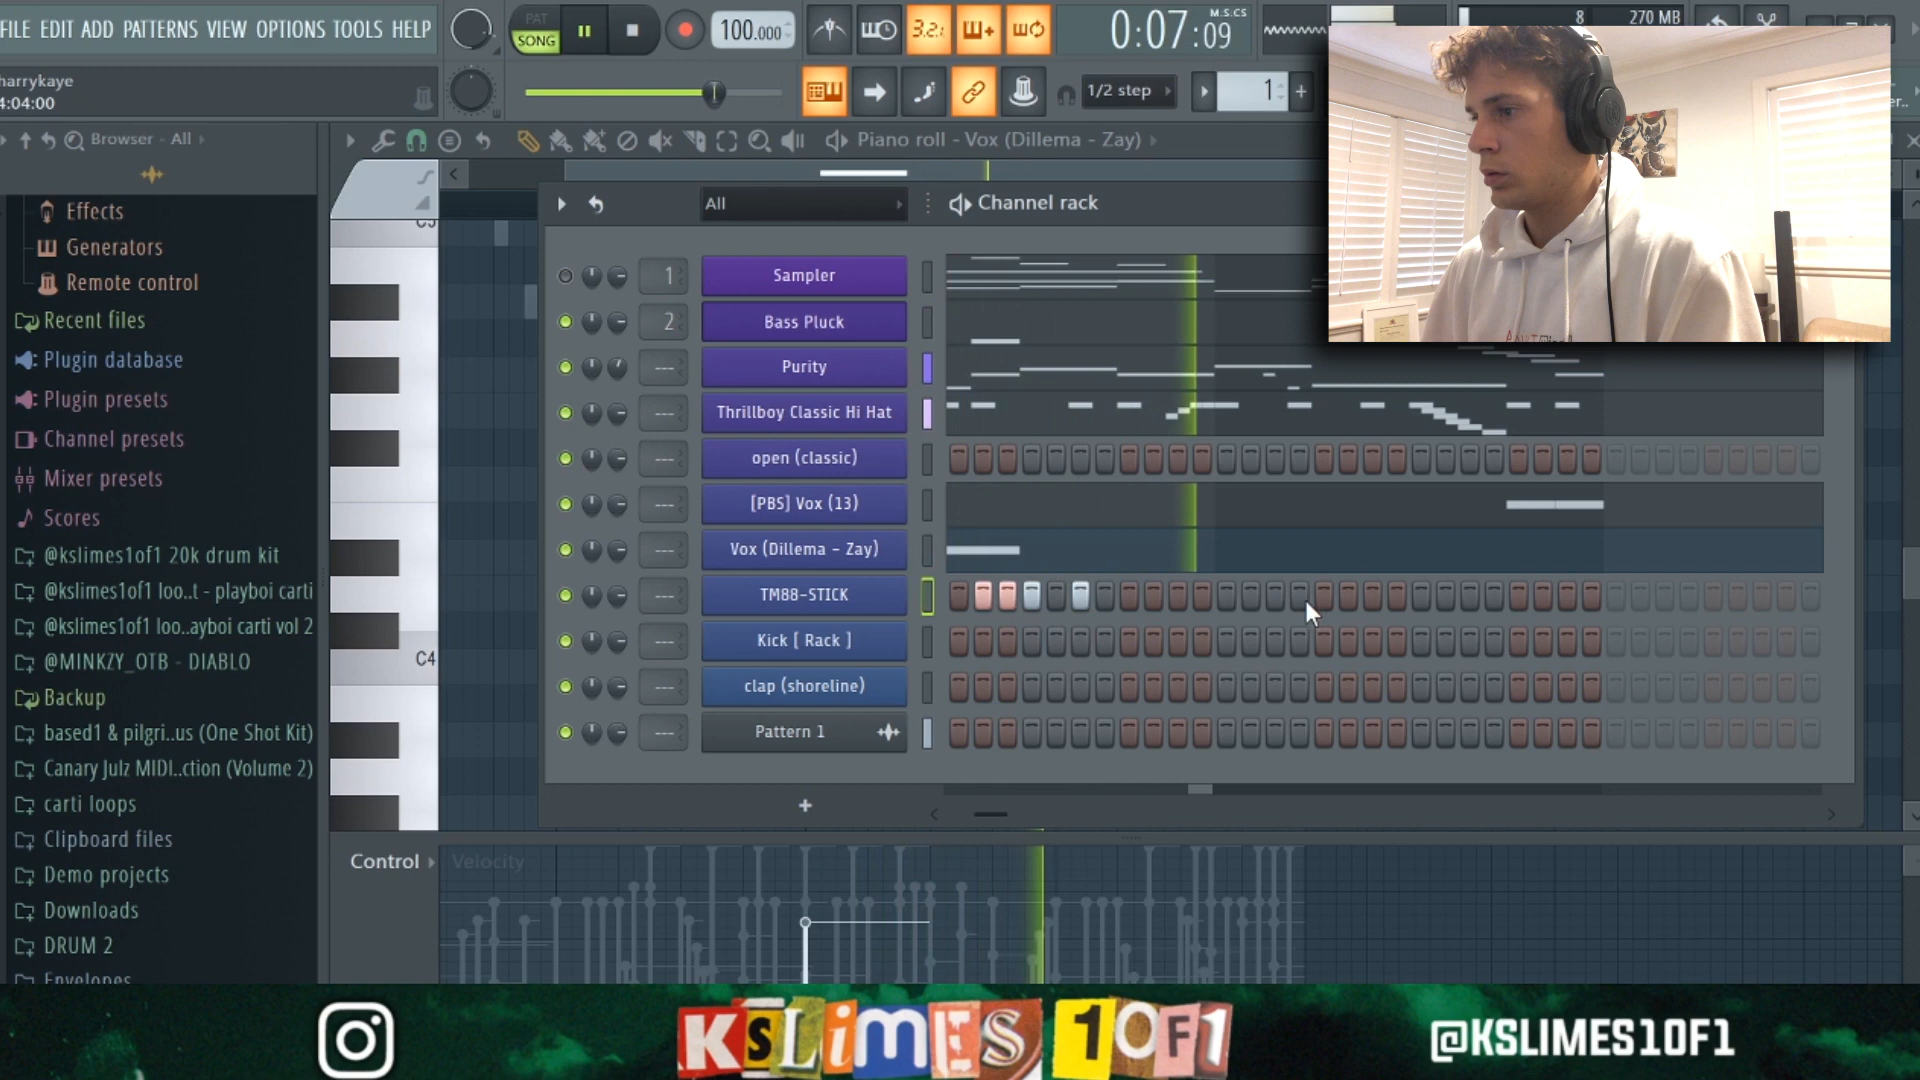 FILE EDIT ADD PATTERNS VIEW OPTIONS TOOLS HELP
PAT
SONG
100.000
3.2:
0:07:09
M:S:CS
8
270 MB
harrykaye
4:04:00
1/2 step
1
Browser - All
Piano roll - Vox (Dillema - Zay)
Effects
Generators
Remote control
Recent files
Plugin database
Plugin presets
Channel presets
Mixer presets
Scores
@kslimes1of1 20k drum kit
@kslimes1of1 loo..t - playboi carti
@kslimes1of1 loo..ayboi carti vol 2
@MINKZY_OTB - DIABLO
Backup
based1 & pilgri..us (One Shot Kit)
Canary Julz MIDI..ction (Volume 2)
carti loops
Clipboard files
Demo projects
Downloads
DRUM 2
Envelopes
C5
C4
All
Channel rack
1
Sampler
2
Bass Pluck
---
Purity
---
Thrillboy Classic Hi Hat
---
open (classic)
---
[PBS] Vox (13)
---
Vox (Dillema - Zay)
---
TM88-STICK
---
Kick [ Rack ]
---
clap (shoreline)
---
Pattern 1
+
Control
Velocity
KSLIMES 1OF1
@KSLIMES1OF1